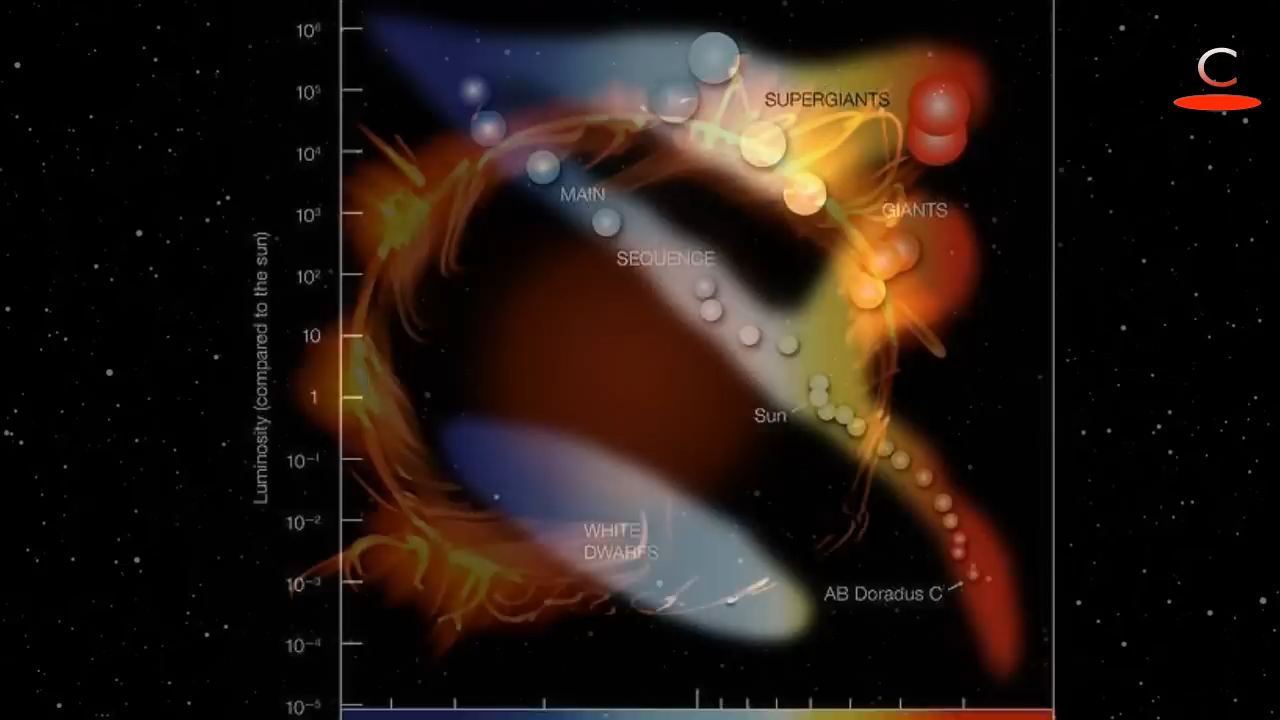 C
10⁶
10⁵
SUPERGIANTS
10⁴
MAIN
10³
GIANTS
SEQUENCE
10²
10
1
Sun
10⁻¹
10⁻²
WHITE
DWARFS
10⁻³
AB Doradus C
10⁻⁴
10⁻⁵
Luminosity (compared to the sun)